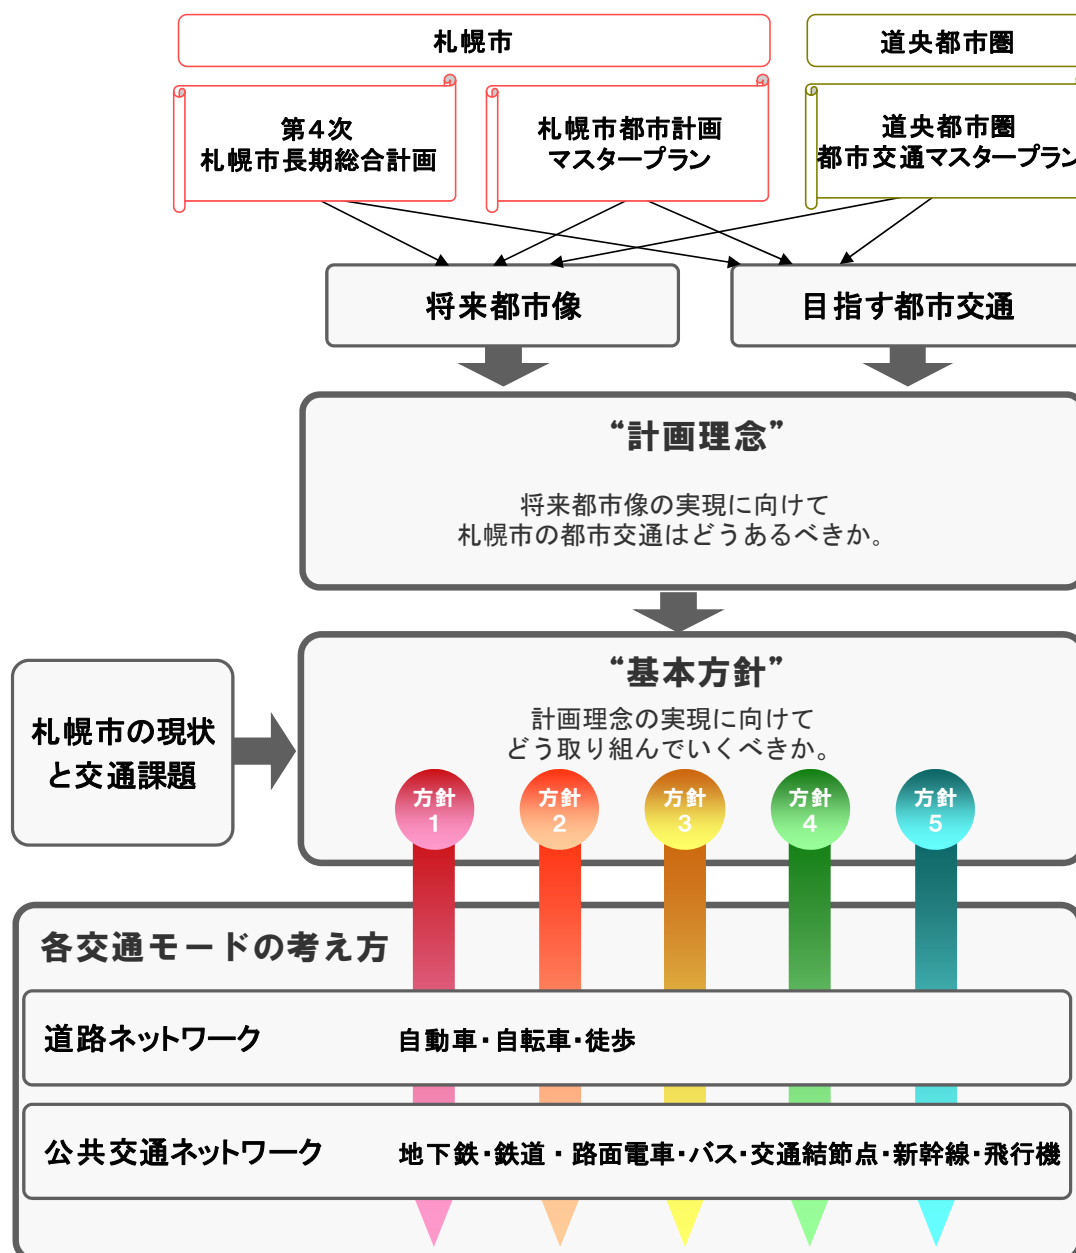 札幌市
道央都市圏
第４次
札幌市長期総合計画
札幌市都市計画
マスタープラン
道央都市圏
都市交通マスタープラン
将来都市像
目指す都市交通
“計画理念”
将来都市像の実現に向けて
札幌市の都市交通はどうあるべきか。
“基本方針”
計画理念の実現に向けて
どう取り組んでいくべきか。
札幌市の現状
と交通課題
方針
１
方針
２
方針
３
方針
４
方針
５
各交通モードの考え方
道路ネットワーク
自動車・自転車・徒歩
公共交通ネットワーク
地下鉄・鉄道・路面電車・バス・交通結節点・新幹線・飛行機